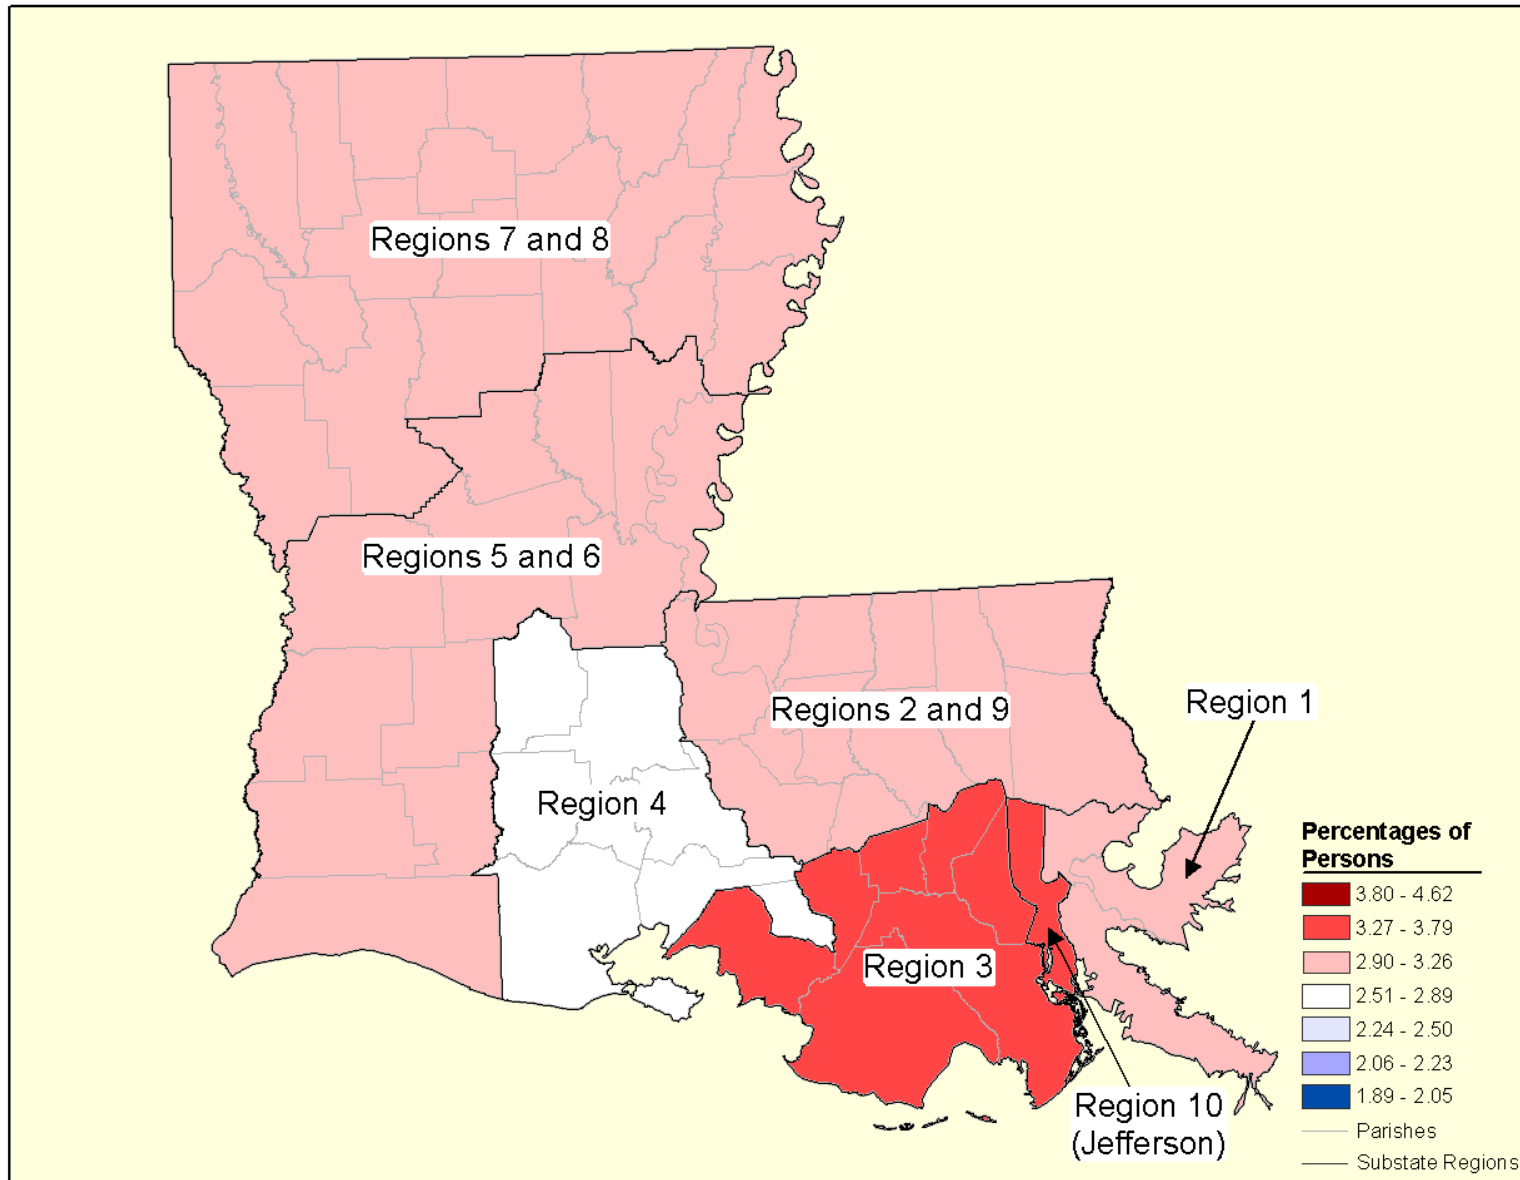 Regions 7 and 8
Regions 5 and 6
Regions 2 and 9
Region 1
Region 4
Region 3
Region 10
(Jefferson)
Percentages of
Persons
3.80 - 4.62
3.27 - 3.79
2.90 - 3.26
2.51 - 2.89
2.24 - 2.50
2.06 - 2.23
1.89 - 2.05
Parishes
Substate Regions